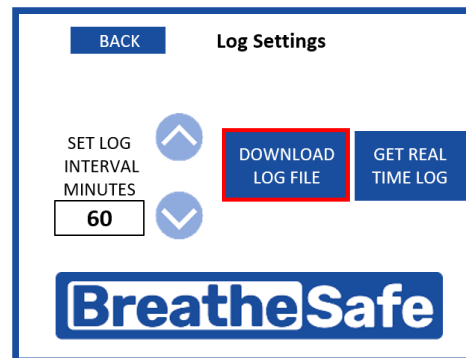 BACK
Log Settings
SET LOG
INTERVAL
MINUTES
60
DOWNLOAD
LOG FILE
GET REAL
TIME LOG
BreatheSafe